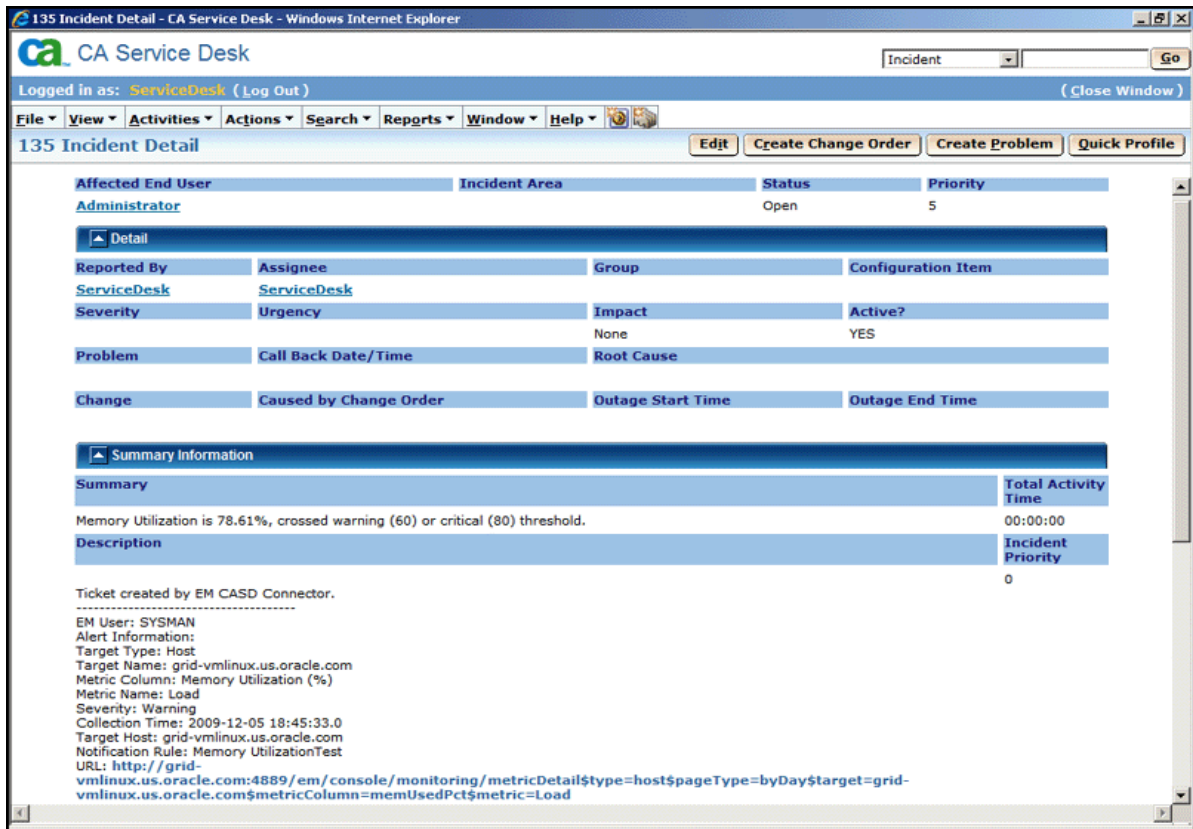 135 Incident Detail - CA Service Desk - Windows Internet Explorer
ca CA Service Desk
Incident Go
Logged in as: ServiceDesk ( Log Out ) ( Close Window )
File View Activities Actions Search Reports Window Help
135 Incident Detail Edit Create Change Order Create Problem Quick Profile
Affected End User Incident Area Status Priority
Administrator Open 5
Detail
Reported By Assignee Group Configuration Item
ServiceDesk ServiceDesk
Severity Urgency Impact Active?
None YES
Problem Call Back Date/Time Root Cause
Change Caused by Change Order Outage Start Time Outage End Time
Summary Information
Summary Total Activity Time
Memory Utilization is 78.61%, crossed warning (60) or critical (80) threshold. 00:00:00
Description Incident Priority
0
Ticket created by EM CASD Connector.
--------------------------------------
EM User: SYSMAN
Alert Information:
Target Type: Host
Target Name: grid-vmlinux.us.oracle.com
Metric Column: Memory Utilization (%)
Metric Name: Load
Severity: Warning
Collection Time: 2009-12-05 18:45:33.0
Target Host: grid-vmlinux.us.oracle.com
Notification Rule: Memory UtilizationTest
URL: http://grid-
vmlinux.us.oracle.com:4889/em/console/monitoring/metricDetail$type=host$pageType=byDay$target=grid-
vmlinux.us.oracle.com$metricColumn=memUsedPct$metric=Load